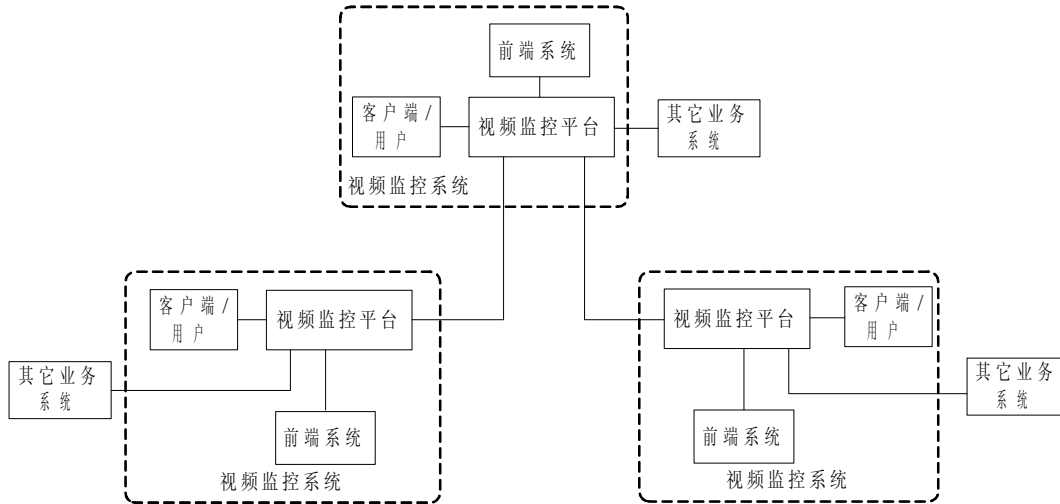 前端系统
客户端/
用户
视频监控平台
其它业务
系统
视频监控系统
客户端/
用户
视频监控平台
其它业务
系统
前端系统
视频监控系统
视频监控平台
客户端/
用户
其它业务
系统
前端系统
视频监控系统